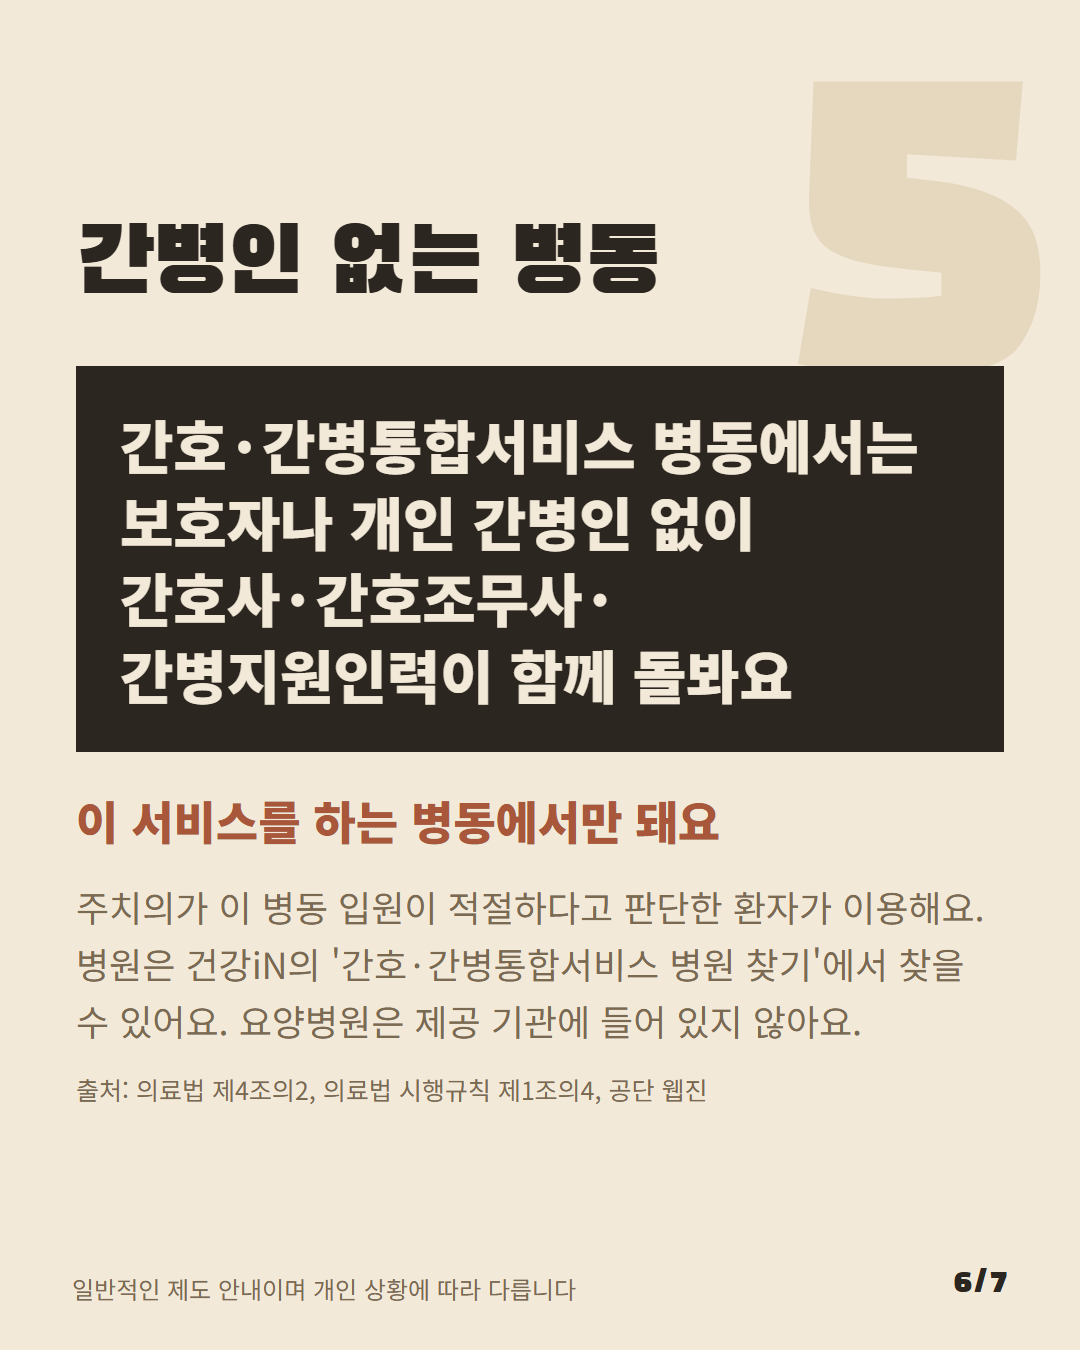 5
간병인 없는 병동
간호·간병통합서비스 병동에서는
보호자나 개인 간병인 없이
간호사·간호조무사·
간병지원인력이 함께 돌봐요
이 서비스를 하는 병동에서만 돼요
주치의가 이 병동 입원이 적절하다고 판단한 환자가 이용해요.
병원은 건강iN의 '간호·간병통합서비스 병원 찾기'에서 찾을
수 있어요. 요양병원은 제공 기관에 들어 있지 않아요.
출처: 의료법 제4조의2, 의료법 시행규칙 제1조의4, 공단 웹진
일반적인 제도 안내이며 개인 상황에 따라 다릅니다
6/7